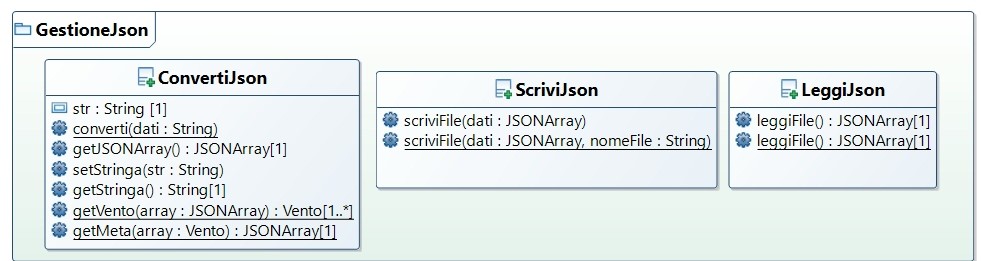 GestioneJson
ConvertiJson
str : String [1]
converti(dati : String)
getJSONArray() : JSONArray[1]
setStringa(str : String)
getStringa() : String[1]
getVento(array : JSONArray) : Vento[1..*]
getMeta(array : Vento) : JSONArray[1]
ScriviJson
scriviFile(dati : JSONArray)
scriviFile(dati : JSONArray, nomeFile : String)
LeggiJson
leggiFile() : JSONArray[1]
leggiFile() : JSONArray[1]